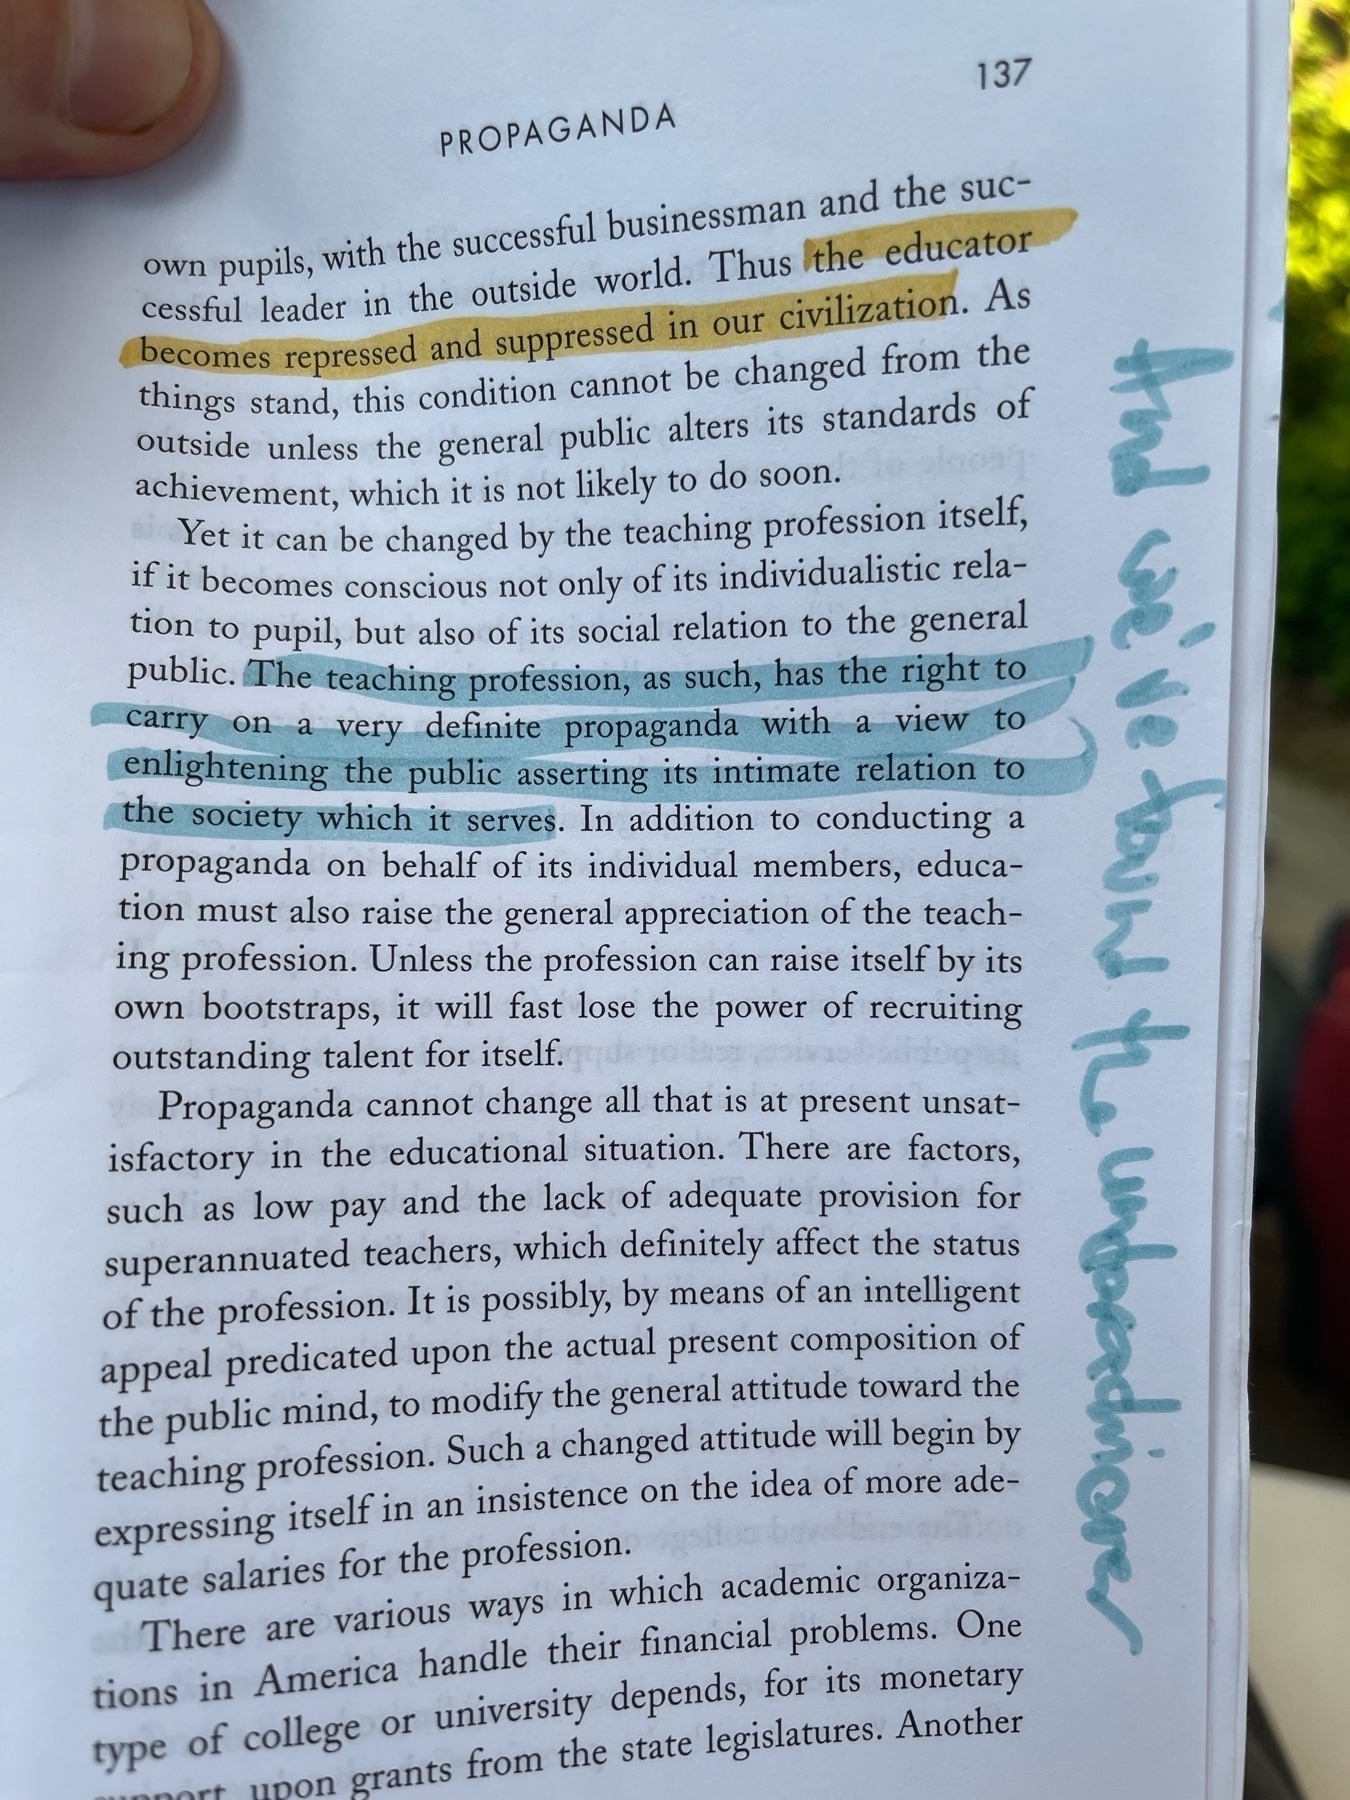 137
PROPAGANDA
own pupils, with the successful businessman and the suc-
cessful leader in the outside world. Thus the educator
becomes repressed and suppressed in our civilization. As
things stand, this condition cannot be changed from the
outside unless the general public alters its standards of
achievement, which it is not likely to do soon.
Yet it can be changed by the teaching profession itself,
if it becomes conscious not only of its individualistic rela-
tion to pupil, but also of its social relation to the general
public. The teaching profession, as such, has the right to
carry on a very definite propaganda with a view to
enlightening the public asserting its intimate relation to
the society which it serves. In addition to conducting a
propaganda on behalf of its individual members, educa-
tion must also raise the general appreciation of the teach-
ing profession. Unless the profession can raise itself by its
own bootstraps, it will fast lose the power of recruiting
outstanding talent for itself.
Propaganda cannot change all that is at present unsat-
isfactory in the educational situation. There are factors,
such as low pay and the lack of adequate provision for
superannuated teachers, which definitely affect the status
of the profession. It is possibly, by means of an intelligent
appeal predicated upon the actual present composition of
the public mind, to modify the general attitude toward the
teaching profession. Such a changed attitude will begin by
expressing itself in an insistence on the idea of more ade-
quate salaries for the profession.
There are various ways in which academic organiza-
tions in America handle their financial problems. One
type of college or university depends, for its monetary
support, upon grants from the state legislatures. Another
And we've found the